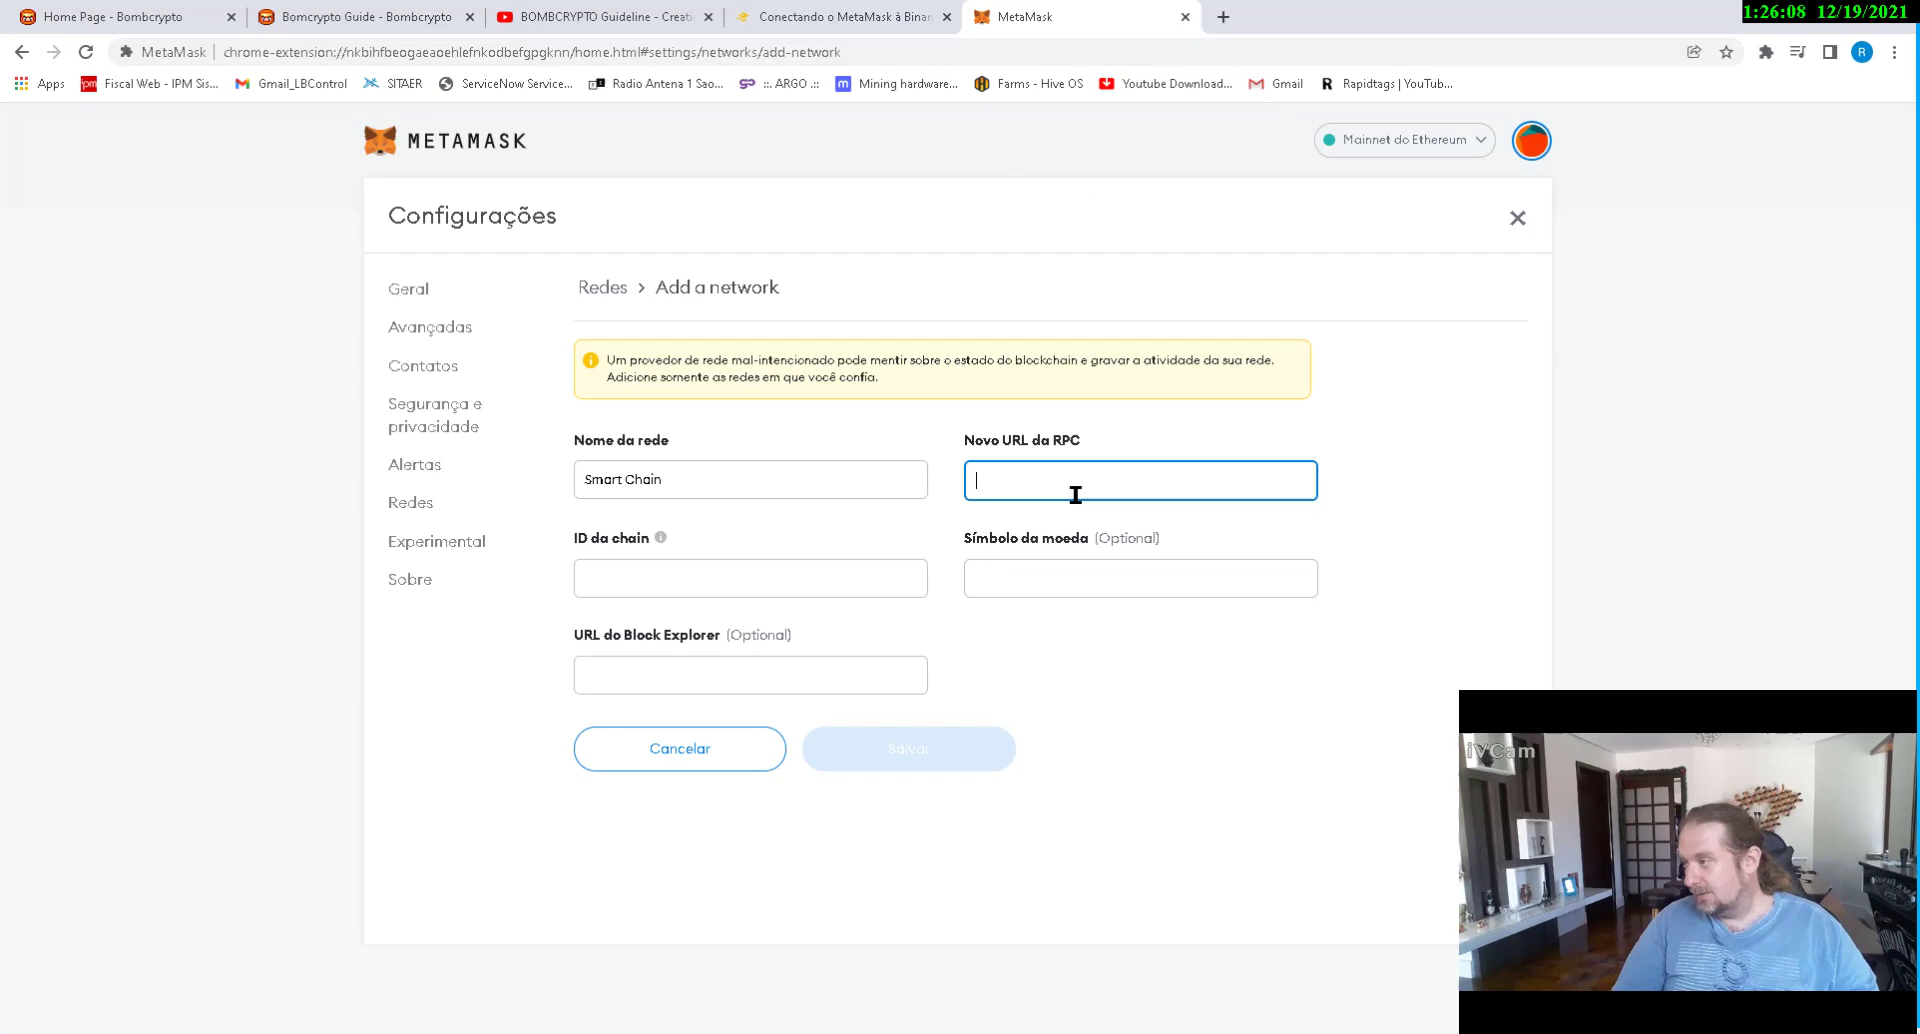 Home Page - Bombcrypto
Bomcrypto Guide - Bombcrypto
BOMBCRYPTO Guideline - Creati
Conectando o MetaMask à Binan
MetaMask
1:26:08 12/19/2021
MetaMask
chrome-extension://nkbihfbeogaeaoehlefnkodbefgpgknn/home.html#settings/networks/add-network
R
Apps
ipm
Fiscal Web - IPM Sis...
Gmail_LBControl
SITAER
ServiceNow Service...
Radio Antena 1 Sao...
::. ARGO .::
Mining hardware...
Farms - Hive OS
Youtube Download...
Gmail
R
Rapidtags | YouTub...
METAMASK
Mainnet do Ethereum
Configurações
Geral
Avançadas
Contatos
Segurança e
privacidade
Alertas
Redes
Experimental
Sobre
Redes > Add a network
Um provedor de rede mal-intencionado pode mentir sobre o estado do blockchain e gravar a atividade da sua rede.
Adicione somente as redes em que você confia.
Nome da rede
Novo URL da RPC
Smart Chain
ID da chain
Símbolo da moeda (Optional)
URL do Block Explorer (Optional)
Cancelar
Salvar
iVCam